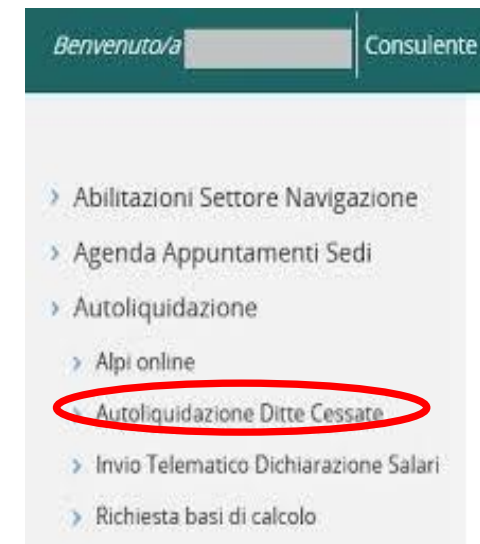 Benvenuto/a Consulente
Abilitazioni Settore Navigazione
Agenda Appuntamenti Sedi
Autoliquidazione
Alpi online
Autoliquidazione Ditte Cessate
Invio Telematico Dichiarazione Salari
Richiesta basi di calcolo